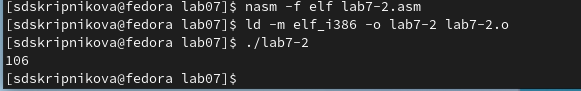 [sdskripnikova@fedora lab07]$ nasm -f elf lab7-2.asm
[sdskripnikova@fedora lab07]$ ld -m elf_i386 -o lab7-2 lab7-2.o
[sdskripnikova@fedora lab07]$ ./lab7-2
106
[sdskripnikova@fedora lab07]$